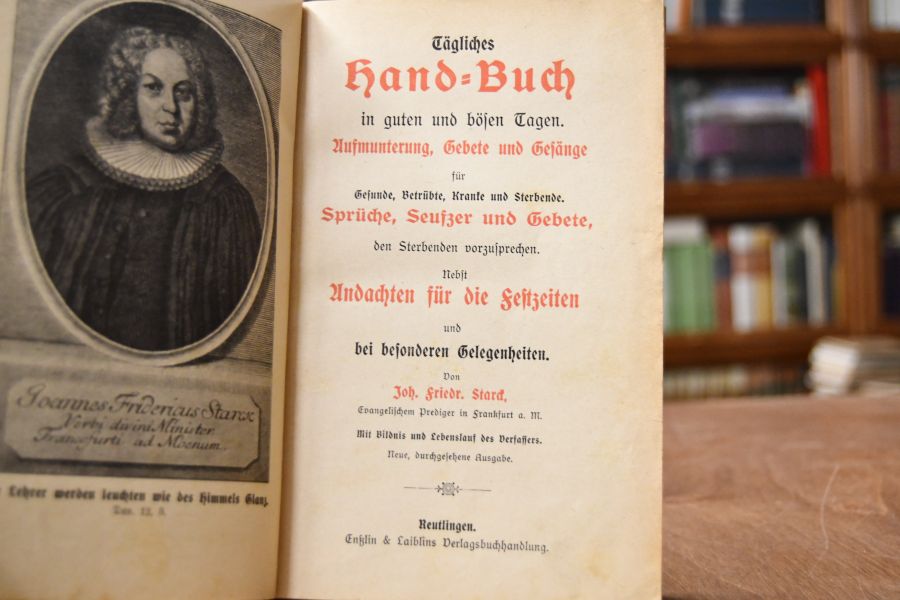 Joannes Fridericus Starck
Verbi divini Minister
Francofurti ad Moenum.
Lehrer werden leuchten wie des Himmels Glanz.
Dan. 12, 3.
Tägliches
Hand-Buch
in guten und bösen Tagen.
Aufmunterung, Gebete und Gesänge
für
Gesunde, Betrübte, Kranke und Sterbende.
Sprüche, Seufzer und Gebete,
den Sterbenden vorzusprechen.
Nebst
Andachten für die Festzeiten
und
bei besonderen Gelegenheiten.
Von
Joh. Friedr. Starck,
Evangelischem Prediger in Frankfurt a. M.
Mit Bildnis und Lebenslauf des Verfassers.
Neue, durchgesehene Ausgabe.
Reutlingen.
Enßlin & Laiblins Verlagsbuchhandlung.